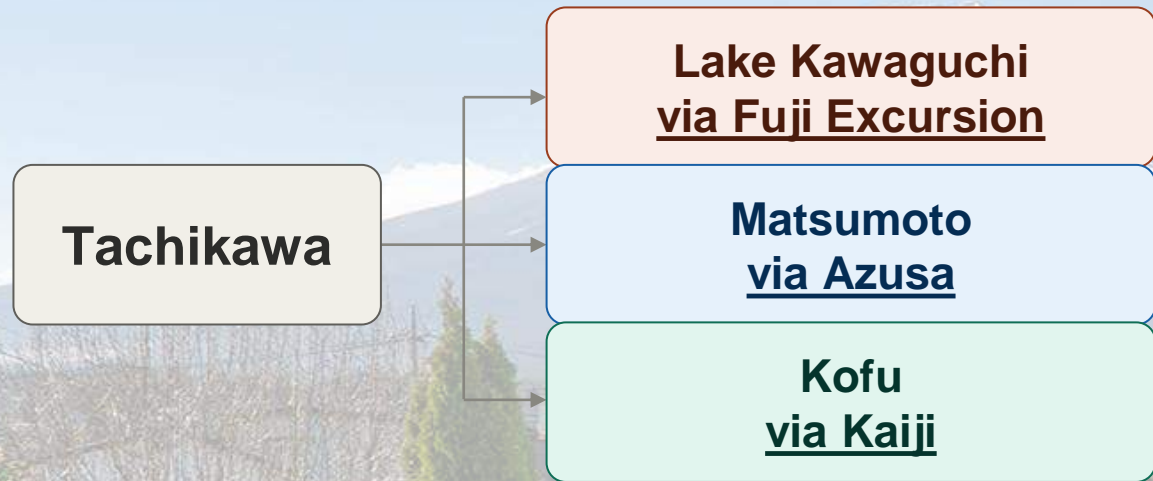 Tachikawa
Lake Kawaguchi
via Fuji Excursion
Matsumoto
via Azusa
Kofu
via Kaiji